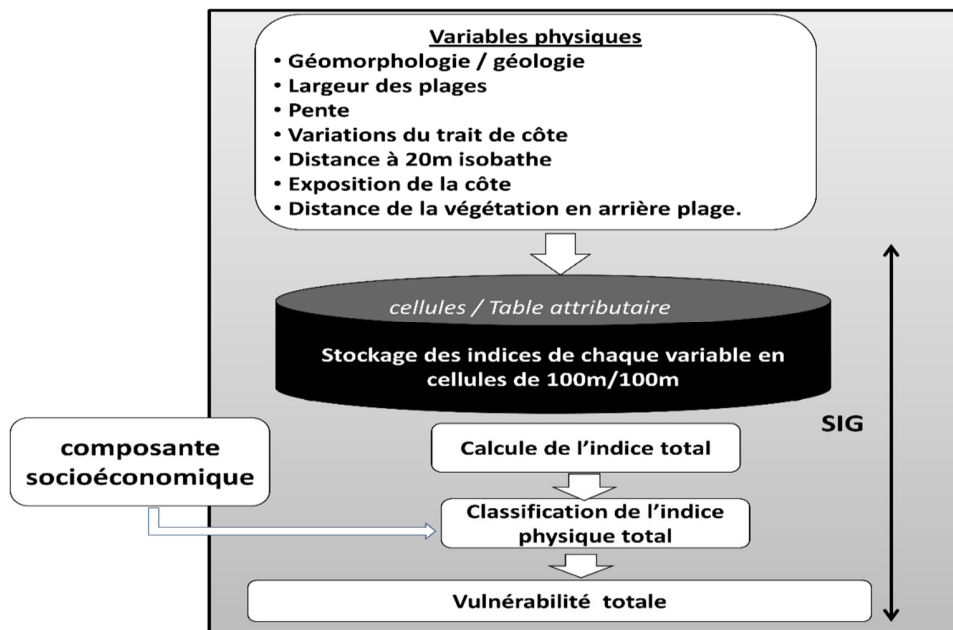 Variables physiques
• Géomorphologie / géologie
• Largeur des plages
• Pente
• Variations du trait de côte
• Distance à 20m isobathe
• Exposition de la côte
• Distance de la végétation en arrière plage.
cellules / Table attributaire
Stockage des indices de chaque variable en
cellules de 100m/100m
SIG
composante
socioéconomique
Calcule de l’indice total
Classification de l’indice
physique total
Vulnérabilité totale